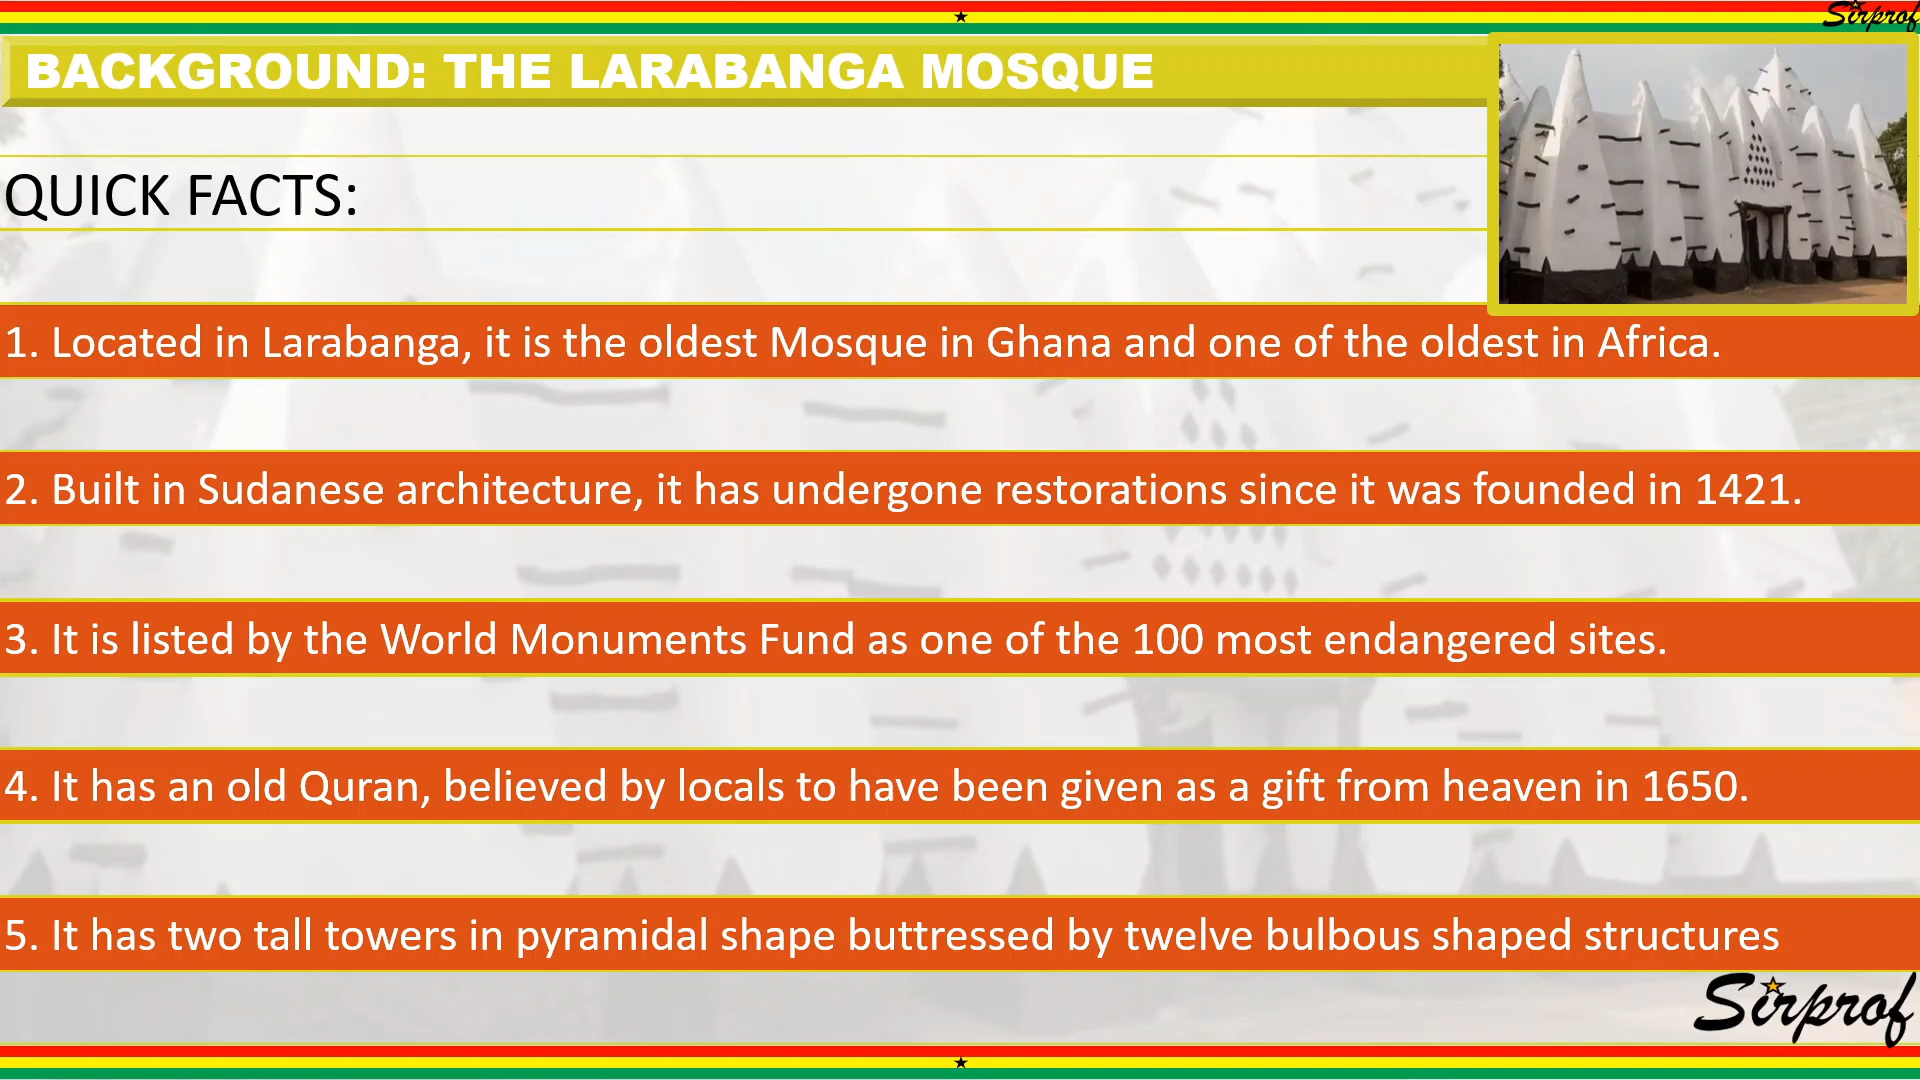 Sirprof
BACKGROUND: THE LARABANGA MOSQUE
QUICK FACTS:
1. Located in Larabanga, it is the oldest Mosque in Ghana and one of the oldest in Africa.
2. Built in Sudanese architecture, it has undergone restorations since it was founded in 1421.
3. It is listed by the World Monuments Fund as one of the 100 most endangered sites.
4. It has an old Quran, believed by locals to have been given as a gift from heaven in 1650.
5. It has two tall towers in pyramidal shape buttressed by twelve bulbous shaped structures
Sirprof